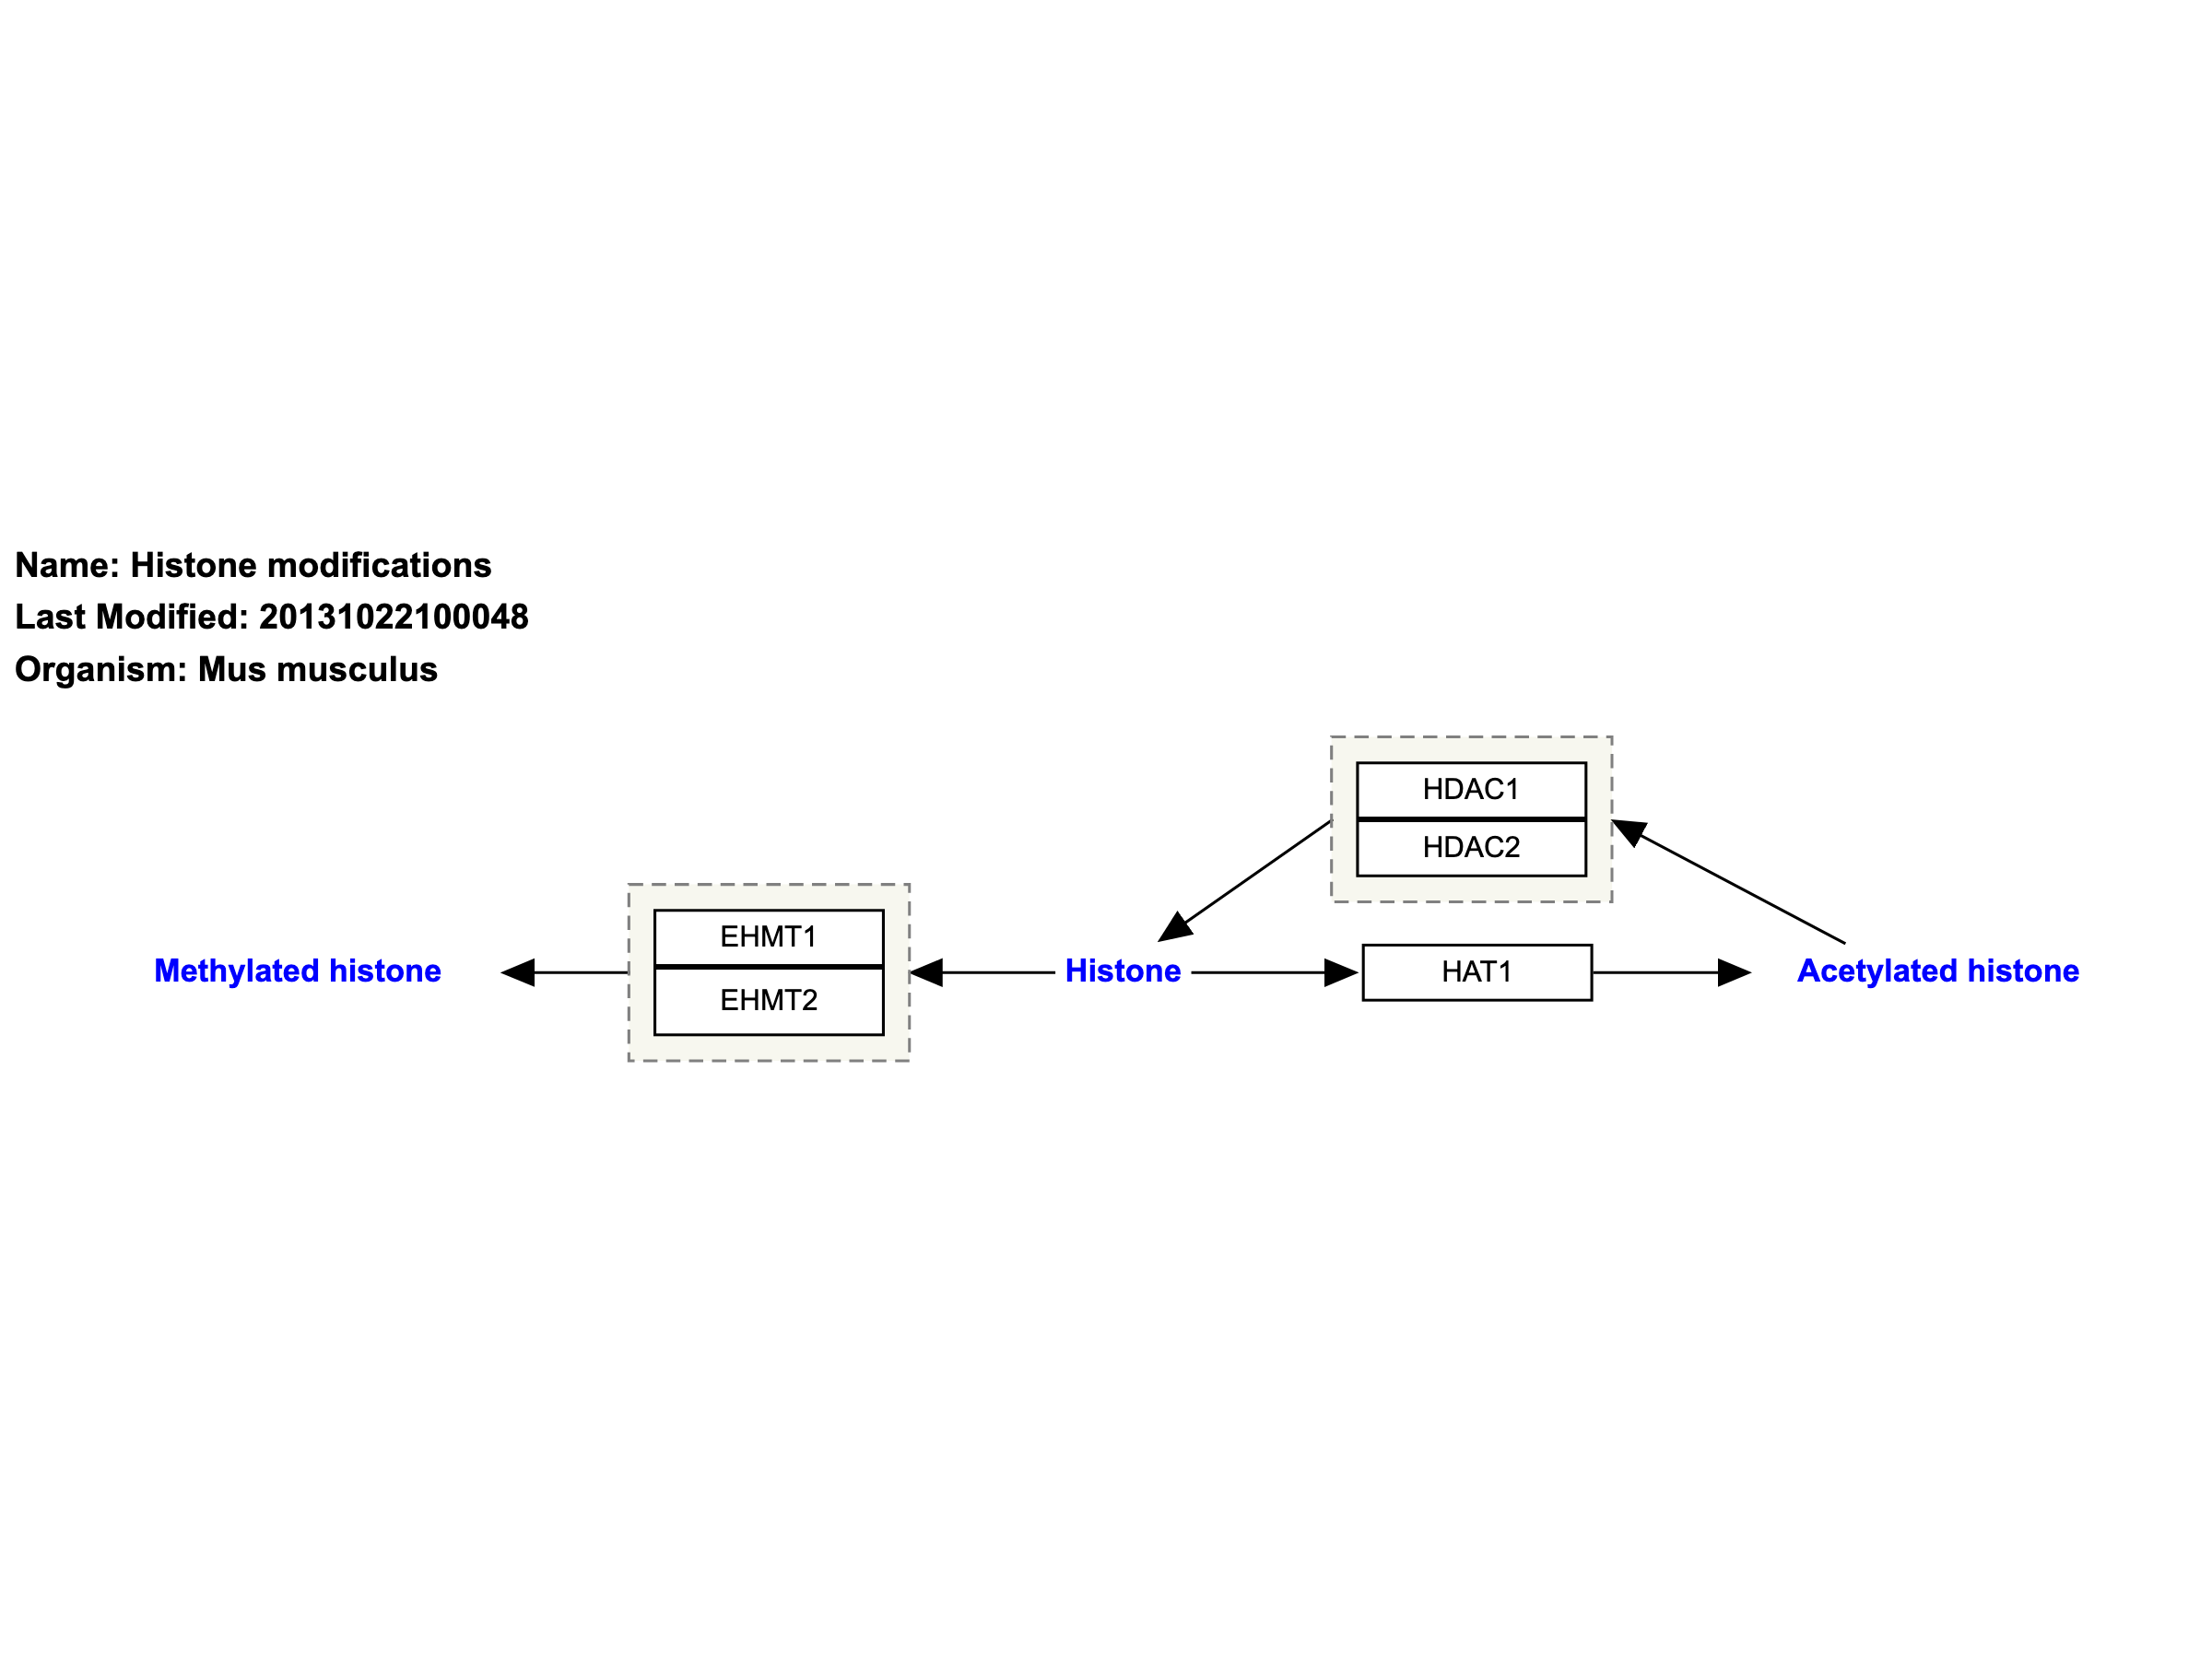 Name: Histone modifications
Last Modified: 20131022100048
Organism: Mus musculus
HDAC1
HDAC2
EHMT1
EHMT2
Methylated histone
Histone
HAT1
Acetylated histone